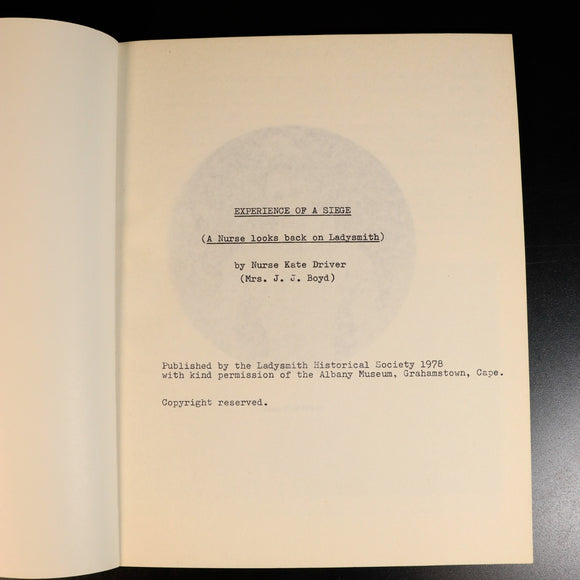 EXPERIENCE OF A SIEGE
(A Nurse looks back on Ladysmith)
by Nurse Kate Driver
(Mrs. J. J. Boyd)
Published by the Ladysmith Historical Society 1978
with kind permission of the Albany Museum, Grahamstown, Cape.
Copyright reserved.